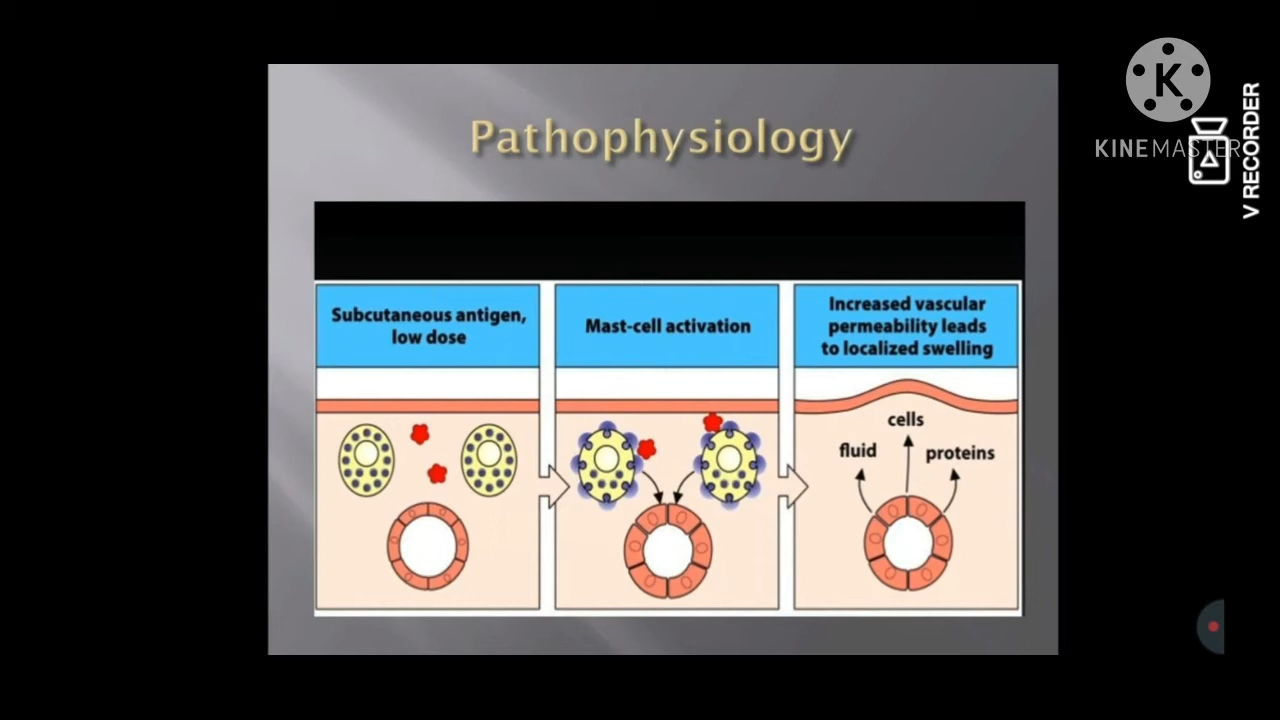 Pathophysiology
Subcutaneous antigen,
low dose
Mast-cell activation
Increased vascular
permeability leads
to localized swelling
cells
fluid
proteins
K
KINEMASTER
V RECORDER